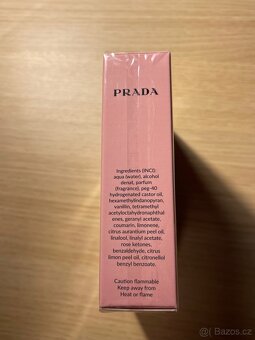 PRADA
Ingredients (INCI):
aqua (water), alcohol
denat, parfum
(fragrance), peg-40
hydrogenated castor oil,
hexamethylindanopyran,
vanillin, tetramethyl
acetyloctahydronaphthal
enes, geranyl acetate,
coumarin, limonene,
citrus aurantium peel oil,
linalool, linalyl acetate,
rose ketones,
benzaldehyde, citrus
limon peel oil, citronelliol
benzyl benzoate.
Caution flammable
Keep away from
Heat or flame
sbazar.cz